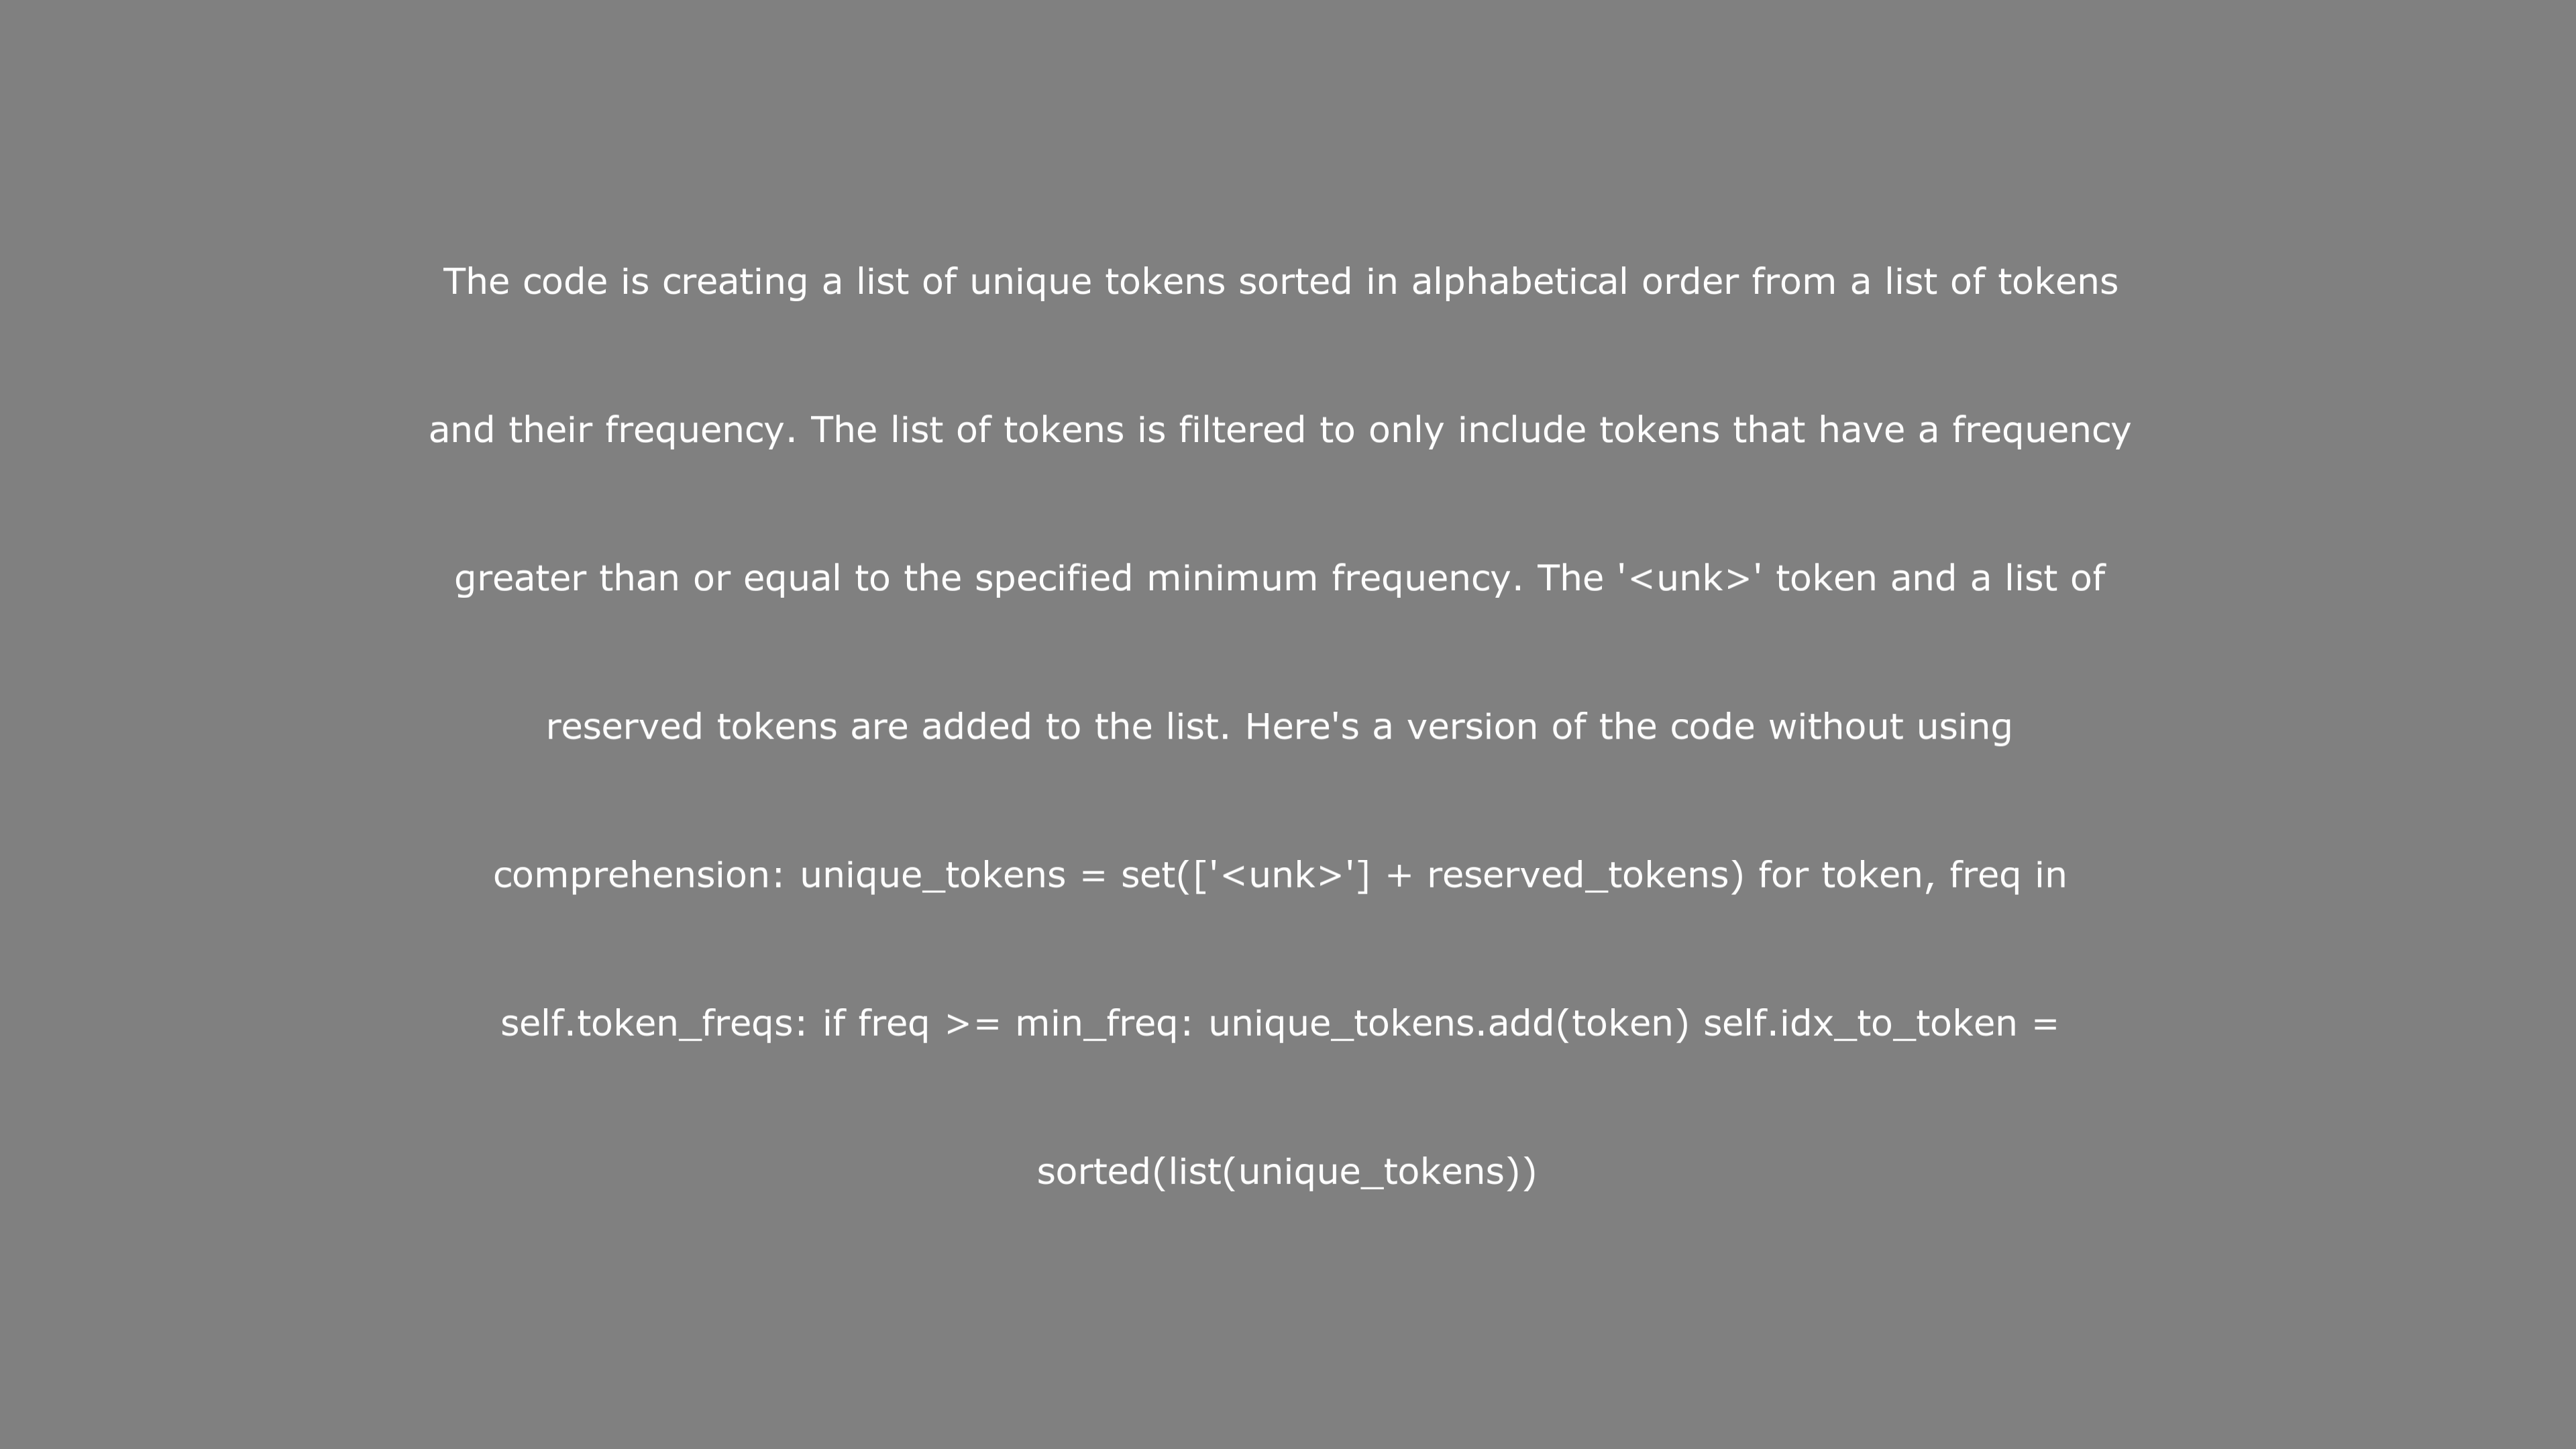 The code is creating a list of unique tokens sorted in alphabetical order from a list of tokens
and their frequency. The list of tokens is filtered to only include tokens that have a frequency
greater than or equal to the specified minimum frequency. The '<unk>' token and a list of
reserved tokens are added to the list. Here's a version of the code without using
comprehension: unique_tokens = set(['<unk>'] + reserved_tokens) for token, freq in
self.token_freqs: if freq >= min_freq: unique_tokens.add(token) self.idx_to_token =
sorted(list(unique_tokens))